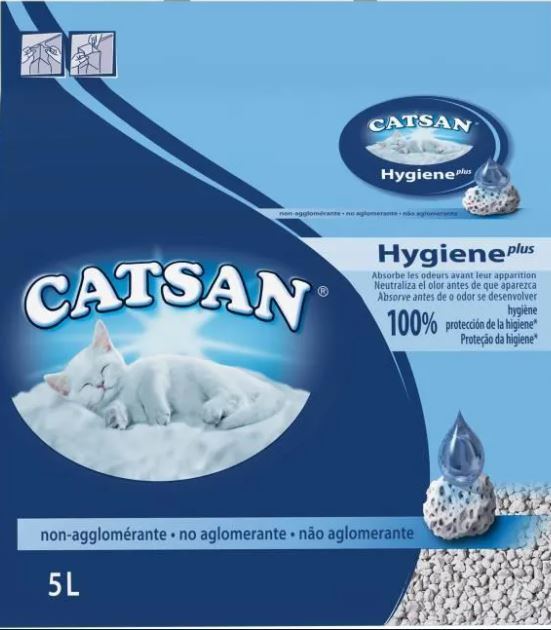 CATSAN
Hygiene plus
non-agglomérante • no aglomerante • não aglomerante
Hygiene plus
Absorbe les odeurs avant leur apparition
Neutraliza el olor antes de que aparezca
Absorve antes de o odor se desenvolver
100%
hygiène
protección de la higiene*
Proteção da higiene*
CATSAN®
non-agglomérante • no aglomerante • não aglomerante
5L